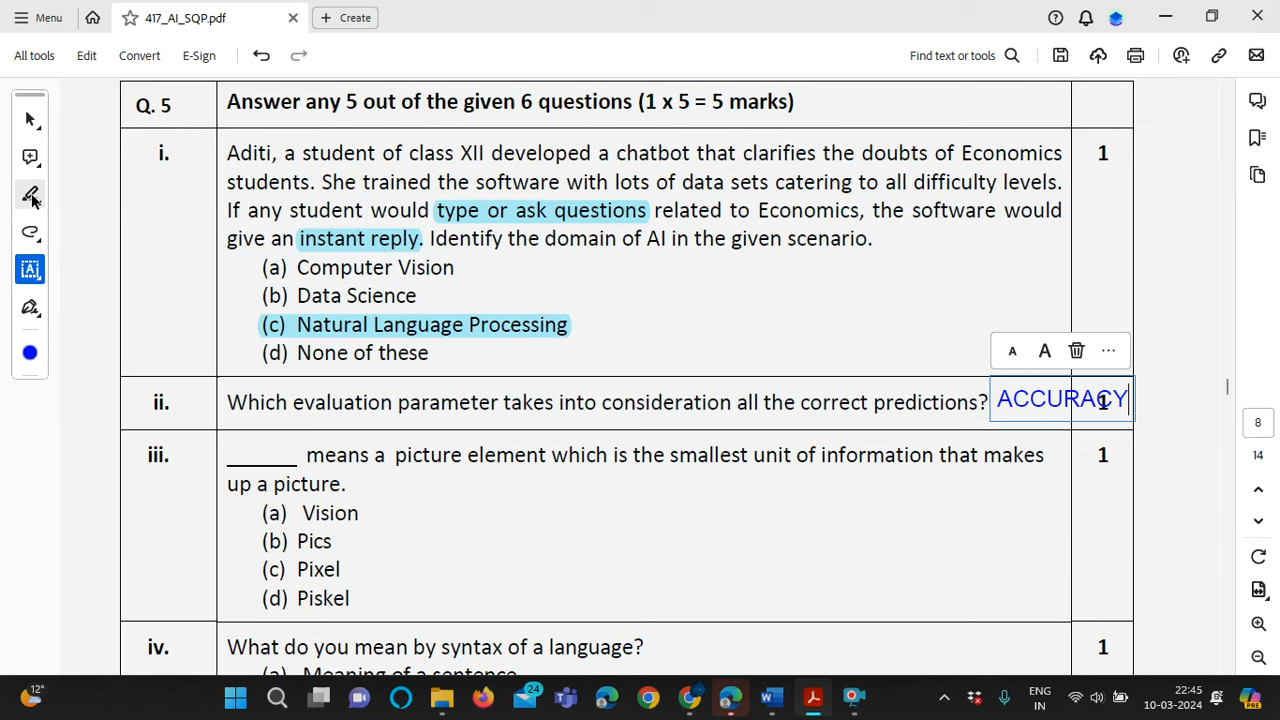 Menu
417_AI_SQP.pdf
Create
All tools
Edit
Convert
E-Sign
Find text or tools
Q. 5
Answer any 5 out of the given 6 questions (1 x 5 = 5 marks)
i.
Aditi, a student of class XII developed a chatbot that clarifies the doubts of Economics
students. She trained the software with lots of data sets catering to all difficulty levels.
If any student would type or ask questions related to Economics, the software would
give an instant reply. Identify the domain of AI in the given scenario.
(a) Computer Vision
(b) Data Science
(c) Natural Language Processing
(d) None of these
1
A A ...
ii.
Which evaluation parameter takes into consideration all the correct predictions?
ACCURACY
1
iii.
______ means a picture element which is the smallest unit of information that makes
up a picture.
(a) Vision
(b) Pics
(c) Pixel
(d) Piskel
1
iv.
What do you mean by syntax of a language?
(a) Meaning of a sentence
1
8
14
12°
24
ENG
IN
22:45
10-03-2024
PRE